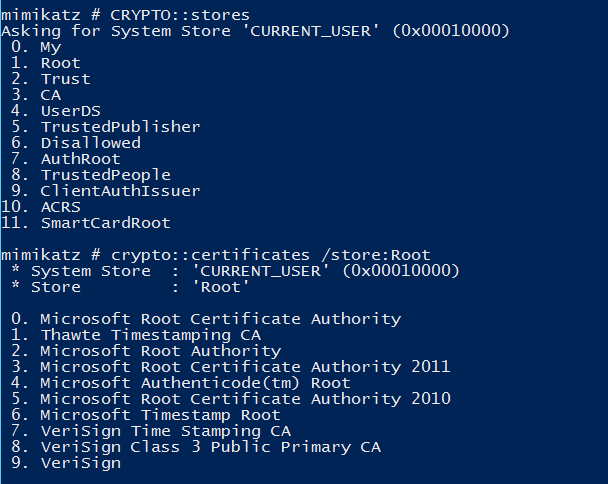 mimikatz # CRYPTO::stores
Asking for System Store 'CURRENT_USER' (0x00010000)
0. My
1. Root
2. Trust
3. CA
4. UserDS
5. TrustedPublisher
6. Disallowed
7. AuthRoot
8. TrustedPeople
9. ClientAuthIssuer
10. ACRS
11. SmartCardRoot
mimikatz # crypto::certificates /store:Root
* System Store : 'CURRENT_USER' (0x00010000)
* Store : 'Root'
0. Microsoft Root Certificate Authority
1. Thawte Timestamping CA
2. Microsoft Root Authority
3. Microsoft Root Certificate Authority 2011
4. Microsoft Authenticode(tm) Root
5. Microsoft Root Certificate Authority 2010
6. Microsoft Timestamp Root
7. VeriSign Time Stamping CA
8. VeriSign Class 3 Public Primary CA
9. VeriSign